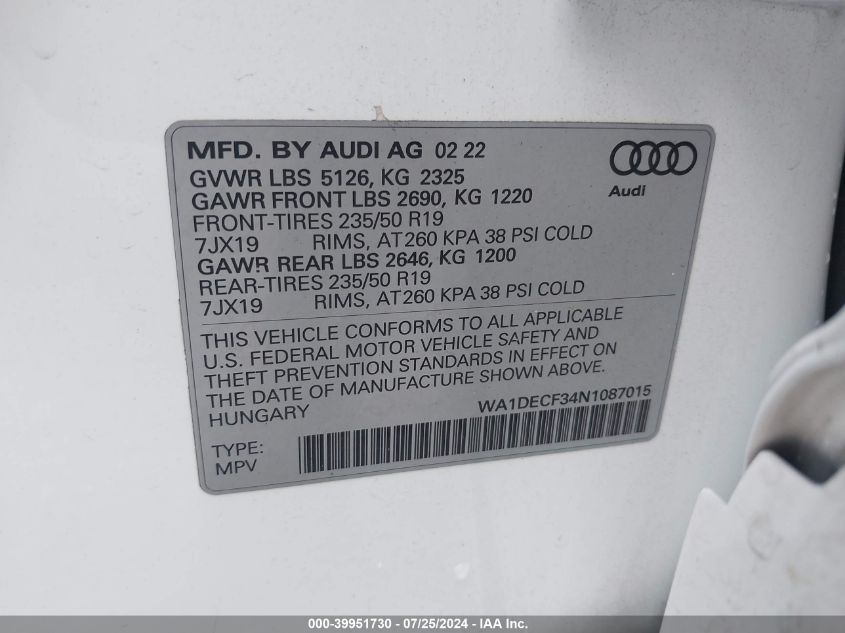 MFD. BY AUDI AG 02 22
Audi
GVWR LBS 5126, KG 2325
GAWR FRONT LBS 2690, KG 1220
FRONT-TIRES 235/50 R19
7JX19 RIMS, AT260 KPA 38 PSI COLD
GAWR REAR LBS 2646, KG 1200
REAR-TIRES 235/50 R19
7JX19 RIMS, AT260 KPA 38 PSI COLD
THIS VEHICLE CONFORMS TO ALL APPLICABLE
U.S. FEDERAL MOTOR VEHICLE SAFETY AND
THEFT PREVENTION STANDARDS IN EFFECT ON
THE DATE OF MANUFACTURE SHOWN ABOVE.
HUNGARY
WA1DECF34N1087015
TYPE:
MPV
000-39951730 - 07/25/2024 - IAA Inc.